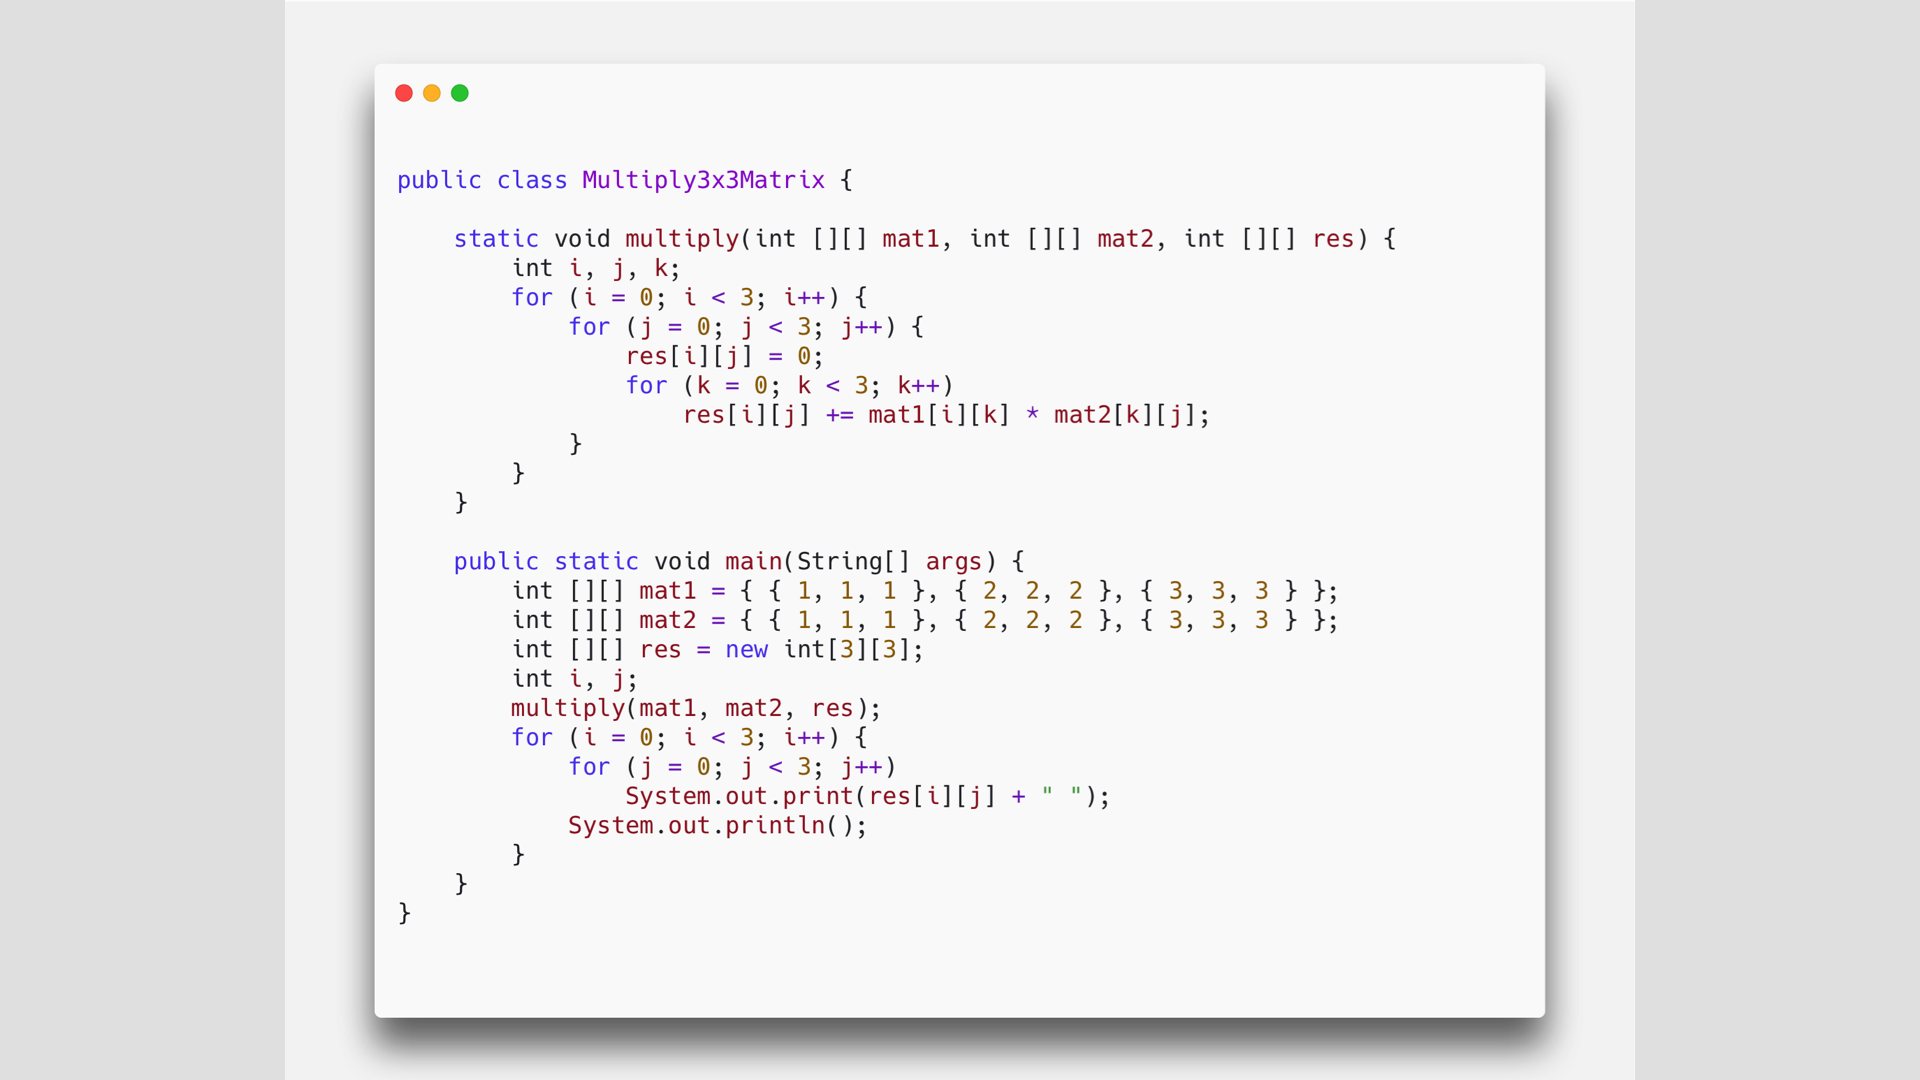 public class Multiply3x3Matrix {
static void multiply(int [][] mat1, int [][] mat2, int [][] res) {
int i, j, k;
for (i = 0; i < 3; i++) {
for (j = 0; j < 3; j++) {
res[i][j] = 0;
for (k = 0; k < 3; k++)
res[i][j] += mat1[i][k] * mat2[k][j];
}
}
}
public static void main(String[] args) {
int [][] mat1 = { { 1, 1, 1 }, { 2, 2, 2 }, { 3, 3, 3 } };
int [][] mat2 = { { 1, 1, 1 }, { 2, 2, 2 }, { 3, 3, 3 } };
int [][] res = new int[3][3];
int i, j;
multiply(mat1, mat2, res);
for (i = 0; i < 3; i++) {
for (j = 0; j < 3; j++)
System.out.print(res[i][j] + " ");
System.out.println();
}
}
}